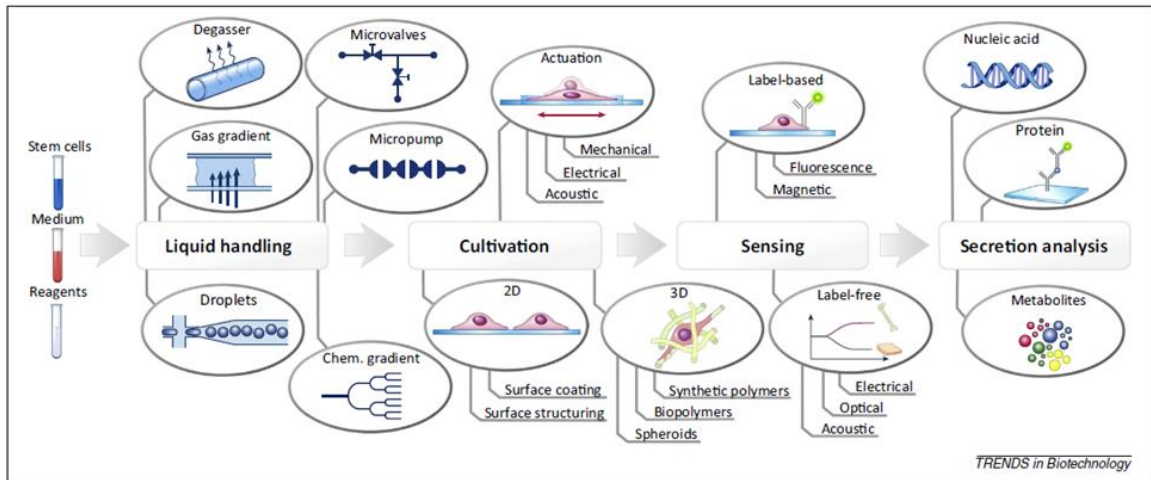 Degasser
Microvalves
Actuation
Label-based
Nucleic acid
Gas gradient
Micropump
Mechanical
Electrical
Acoustic
Fluorescence
Magnetic
Protein
Stem cells
Medium
Reagents
Liquid handling
Cultivation
Sensing
Secretion analysis
Droplets
Chem. gradient
2D
Surface coating
Surface structuring
3D
Synthetic polymers
Biopolymers
Spheroids
Label-free
Electrical
Optical
Acoustic
Metabolites
TRENDS in Biotechnology